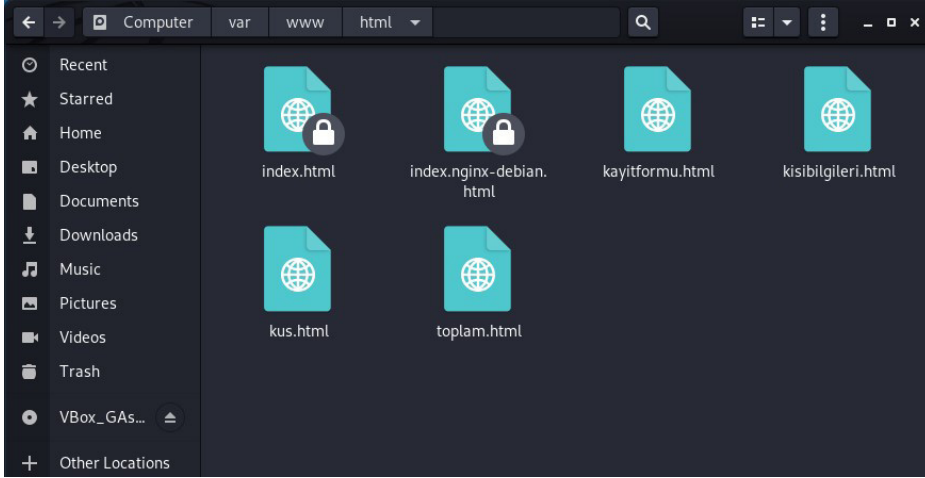 Computer var www html
Recent
Starred
Home
Desktop
Documents
Downloads
Music
Pictures
Videos
Trash
VBox_GAs...
Other Locations
index.html
index.nginx-debian.
html
kayitformu.html
kisibilgileri.html
kus.html
toplam.html